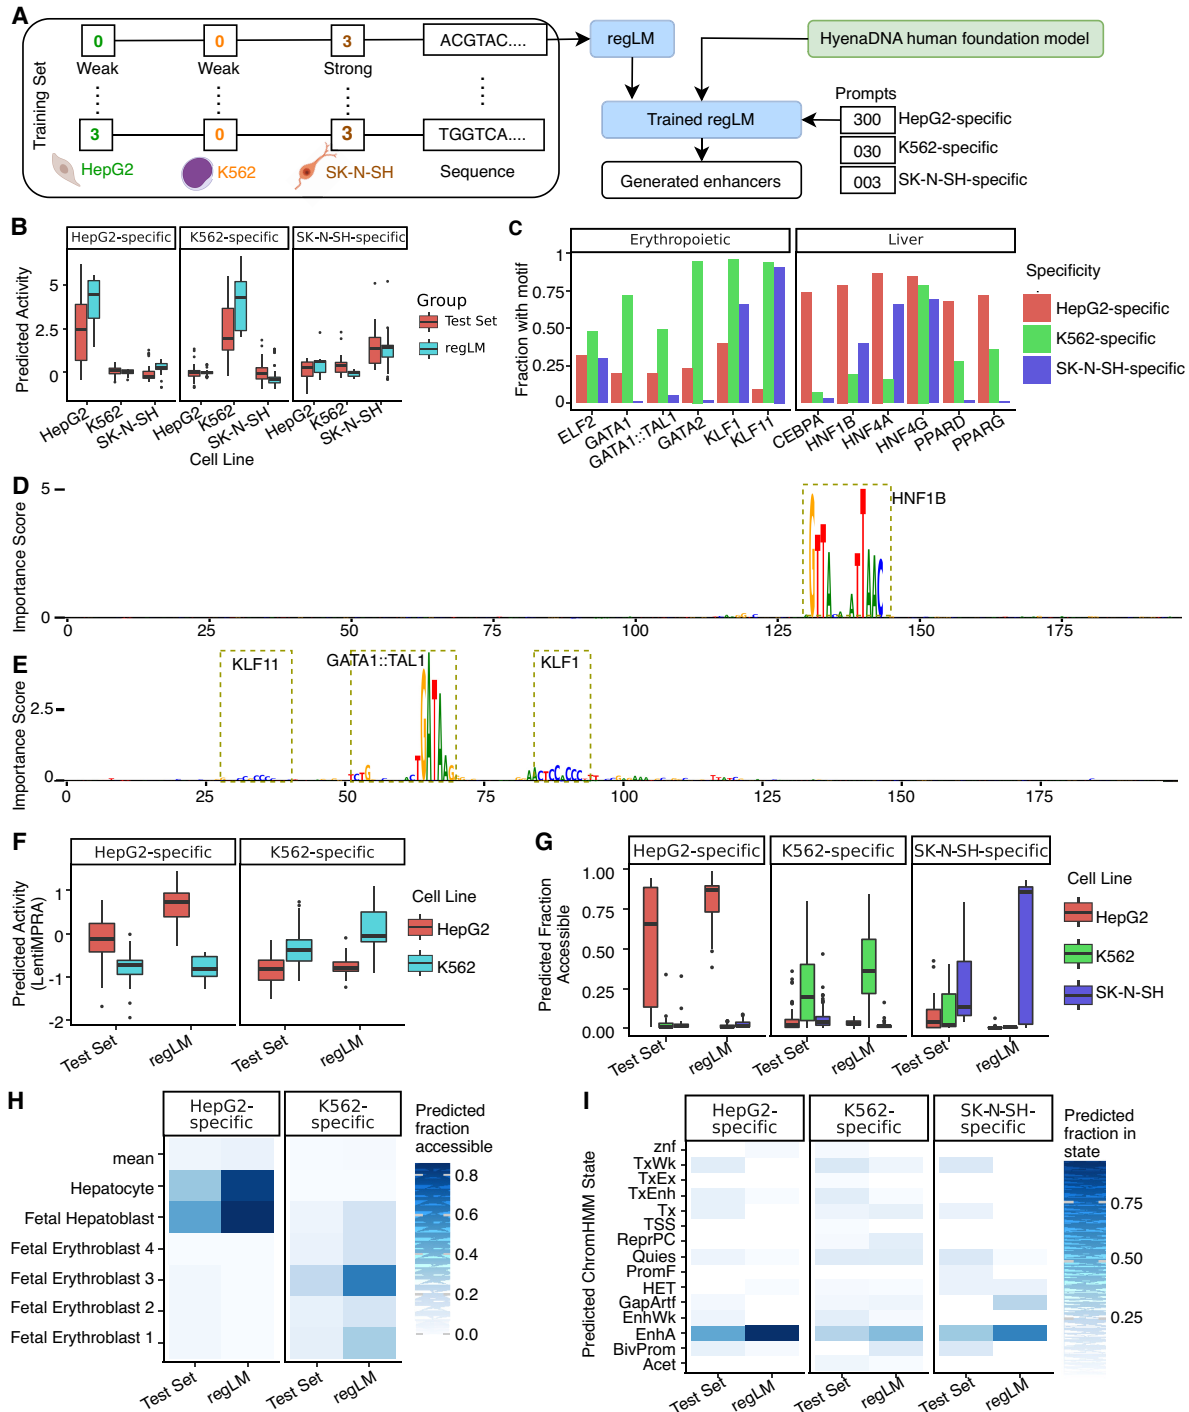 A
Training Set
0 0 3 ACGTAC....
Weak Weak Strong
3 0 3 TGGTCA....
HepG2 K562 SK-N-SH Sequence
regLM
HyenaDNA human foundation model
Trained regLM
Generated enhancers
Prompts
300 HepG2-specific
030 K562-specific
003 SK-N-SH-specific
B
HepG2-specific K562-specific SK-N-SH-specific
Predicted Activity
5
2.5
0
HepG2 K562 SK-N-SH HepG2 K562 SK-N-SH HepG2 K562 SK-N-SH
Cell Line
Group
Test Set
regLM
C
Erythropoietic Liver
Fraction with motif
1
0.75
0.50
0.25
0
ELF2 GATA1 GATA1::TAL1 GATA2 KLF1 KLF11 CEBPA HNF1B HNF4A HNF4G PPARD PPARG
Specificity
HepG2-specific
K562-specific
SK-N-SH-specific
D
Importance Score
5
0
HNF1B
0 25 50 75 100 125 150 175
E
Importance Score
2.5
0
KLF11 GATA1::TAL1 KLF1
0 25 50 75 100 125 150 175
F
HepG2-specific K562-specific
Predicted Activity
(LentiMPRA)
1
0
-1
-2
Test Set regLM Test Set regLM
Cell Line
HepG2
K562
G
HepG2-specific K562-specific SK-N-SH-specific
Predicted Fraction
Accessible
1.00
0.75
0.50
0.25
0.00
Test Set regLM Test Set regLM Test Set regLM
Cell Line
HepG2
K562
SK-N-SH
H
HepG2-
specific
K562-
specific
mean
Hepatocyte
Fetal Hepatoblast
Fetal Erythroblast 4
Fetal Erythroblast 3
Fetal Erythroblast 2
Fetal Erythroblast 1
Test Set regLM Test Set regLM
Predicted
fraction
accessible
0.8
0.6
0.4
0.2
0.0
I
HepG2-
specific
K562-
specific
SK-N-SH-
specific
Predicted ChromHMM State
znf
TxWk
TxEx
TxEnh
Tx
TSS
ReprPC
Quies
PromF
HET
GapArtf
EnhWk
EnhA
BivProm
Acet
Test Set regLM Test Set regLM Test Set regLM
Predicted
fraction in
state
0.75
0.50
0.25